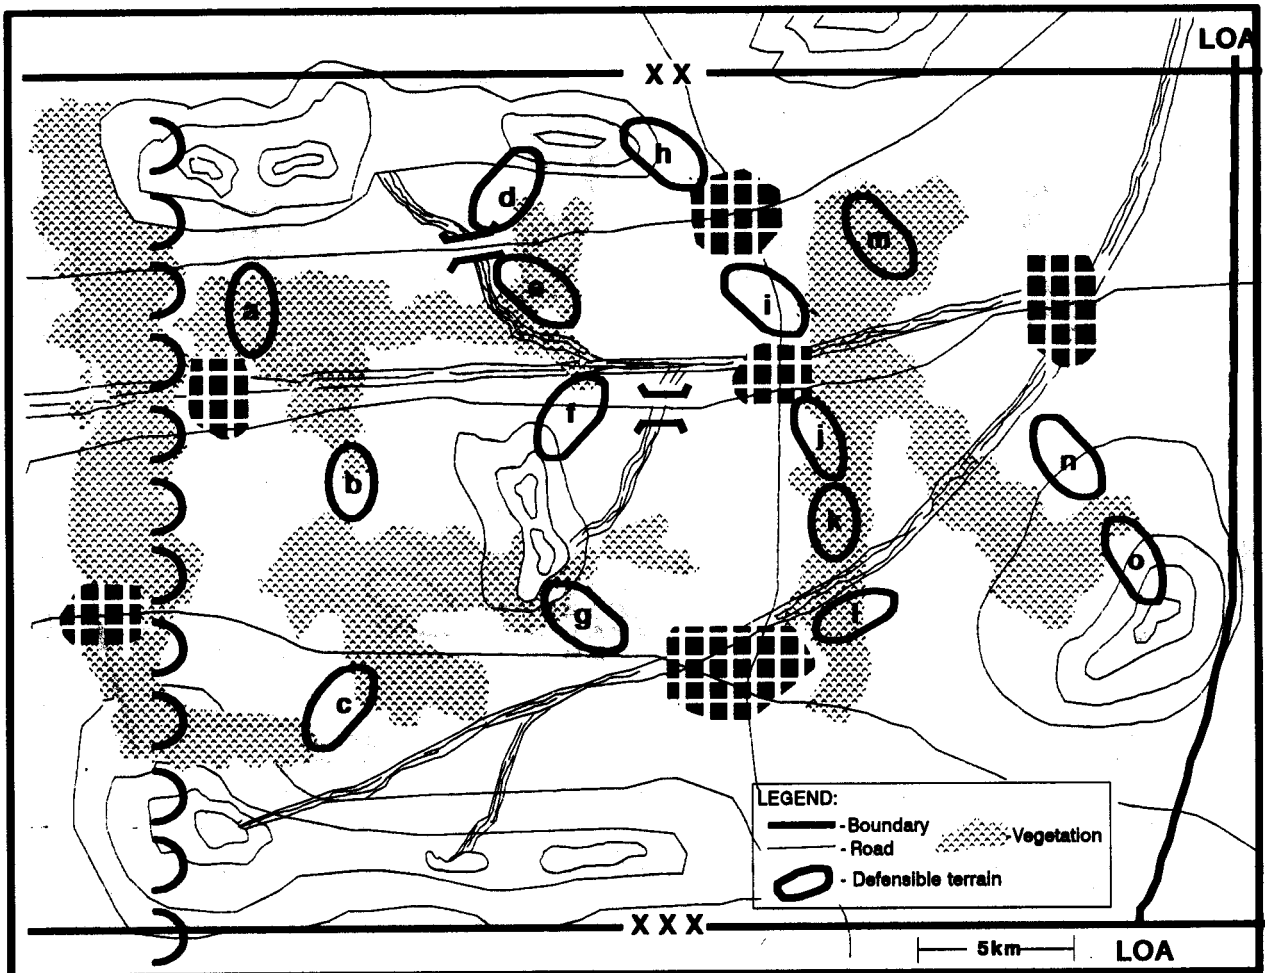 LOA
X X
h
d
m
e
i
a
f
j
n
b
k
o
g
l
c
LEGEND:
- Boundary
- Road
- Vegetation
- Defensible terrain
X X X
5km
LOA